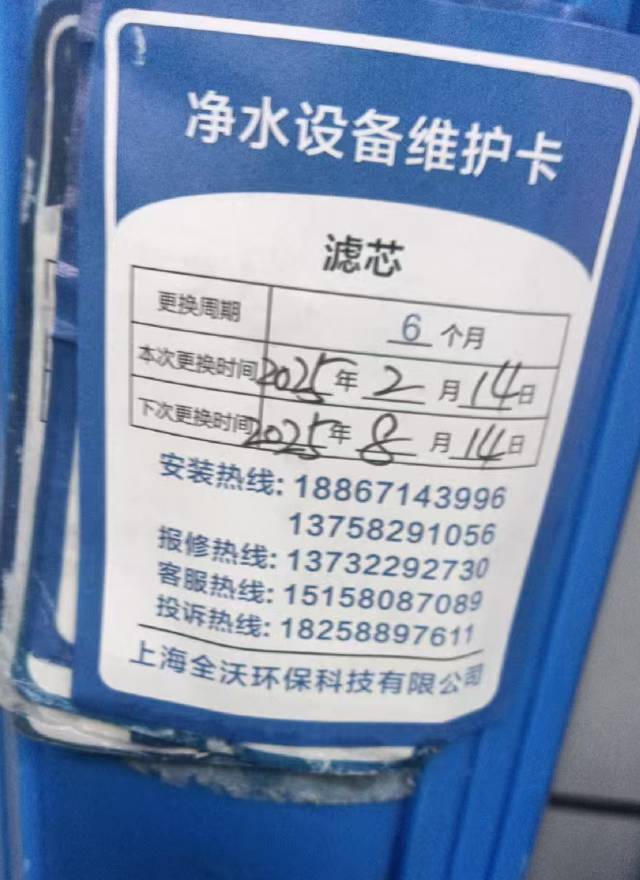 净水设备维护卡
滤芯
更换周期 6 个月
本次更换时间 2025 年 2 月 14 日
下次更换时间 2025 年 8 月 14 日
安装热线: 18867143996
13758291056
报修热线: 13732292730
客服热线: 15158087089
投诉热线: 18258897611
上海全沃环保科技有限公司